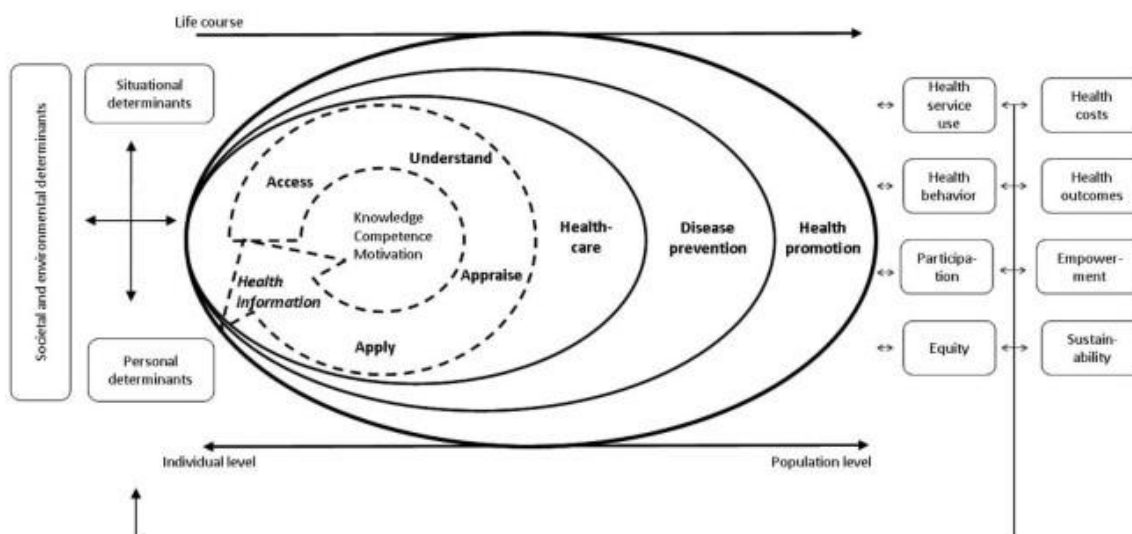 Life course
Societal and environmental determinants
Situational
determinants
Personal
determinants
Access
Understand
Knowledge
Competence
Motivation
Health
information
Appraise
Apply
Health-
care
Disease
prevention
Health
promotion
Health
service
use
Health
costs
Health
behavior
Health
outcomes
Participa-
tion
Empower-
ment
Equity
Sustain-
ability
Individual level
Population level